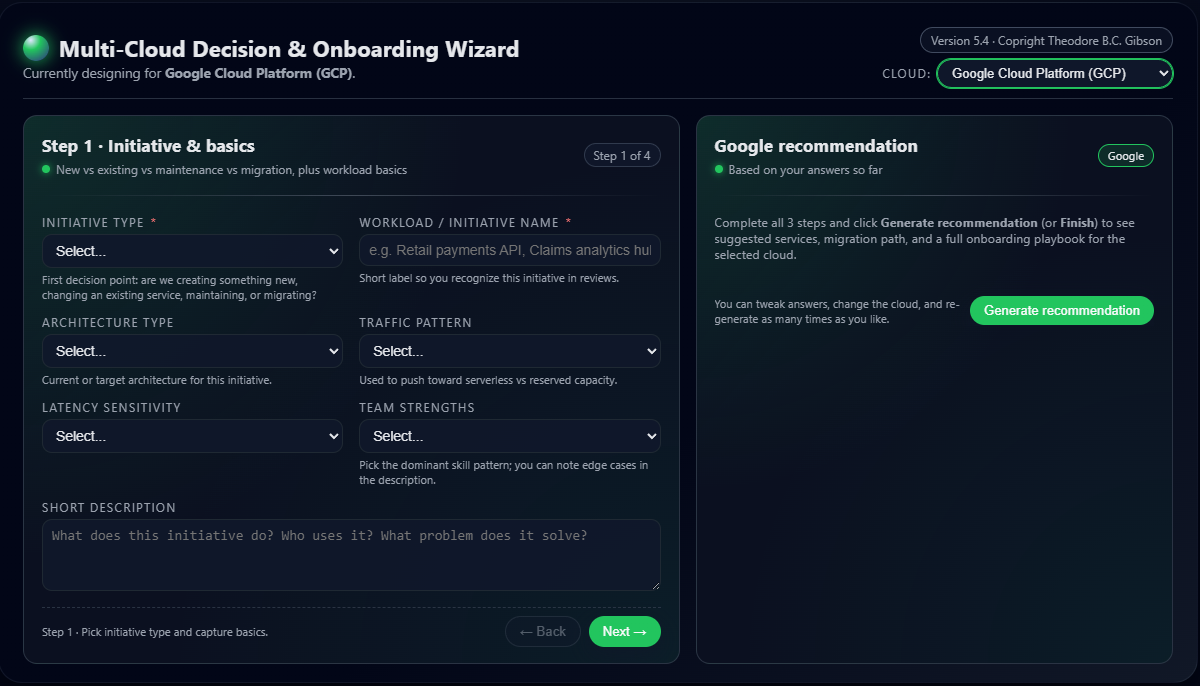 Multi-Cloud Decision & Onboarding Wizard
Currently designing for Google Cloud Platform (GCP).
Version 5.4 · Copright Theodore B.C. Gibson
CLOUD: Google Cloud Platform (GCP)
Step 1 · Initiative & basics
New vs existing vs maintenance vs migration, plus workload basics
Step 1 of 4
INITIATIVE TYPE *
Select...
First decision point: are we creating something new,
changing an existing service, maintaining, or migrating?
WORKLOAD / INITIATIVE NAME *
e.g. Retail payments API, Claims analytics hul
Short label so you recognize this initiative in reviews.
ARCHITECTURE TYPE
Select...
Current or target architecture for this initiative.
TRAFFIC PATTERN
Select...
Used to push toward serverless vs reserved capacity.
LATENCY SENSITIVITY
Select...
TEAM STRENGTHS
Select...
Pick the dominant skill pattern; you can note edge cases in
the description.
SHORT DESCRIPTION
What does this initiative do? Who uses it? What problem does it solve?
Step 1 · Pick initiative type and capture basics.
← Back
Next →
Google recommendation
Based on your answers so far
Google
Complete all 3 steps and click Generate recommendation (or Finish) to see
suggested services, migration path, and a full onboarding playbook for the
selected cloud.
You can tweak answers, change the cloud, and re-
generate as many times as you like.
Generate recommendation